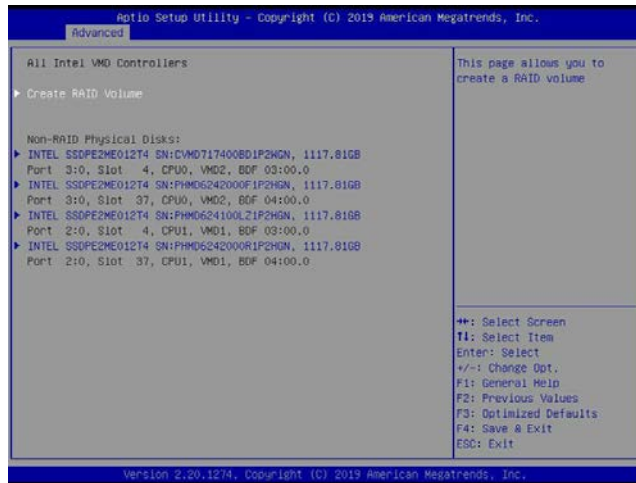 Aptio Setup Utility - Copyright (C) 2019 American Megatrends, Inc.
Advanced
All Intel VMD Controllers
Create RAID Volume
Non-RAID Physical Disks:
INTEL SSDPE2ME012T4 SN:CVMD717400BD1P2WGN, 1117.81GB
Port 3:0, Slot 4, CPU0, VMD2, BDF 03:00.0
INTEL SSDPE2ME012T4 SN:PHMD6242000F1P2HGN, 1117.81GB
Port 3:0, Slot 37, CPU0, VMD2, BDF 04:00.0
INTEL SSDPE2ME012T4 SN:PHMD624100LZ1P2HGN, 1117.81GB
Port 2:0, Slot 4, CPU1, VMD1, BDF 03:00.0
INTEL SSDPE2ME012T4 SN:PHMD6242000R1P2HGN, 1117.81GB
Port 2:0, Slot 37, CPU1, VMD1, BDF 04:00.0
This page allows you to
create a RAID volume
→←: Select Screen
↑↓: Select Item
Enter: Select
+/-: Change Opt.
F1: General Help
F2: Previous Values
F3: Optimized Defaults
F4: Save & Exit
ESC: Exit
Version 2.20.1274. Copyright (C) 2019 American Megatrends, Inc.